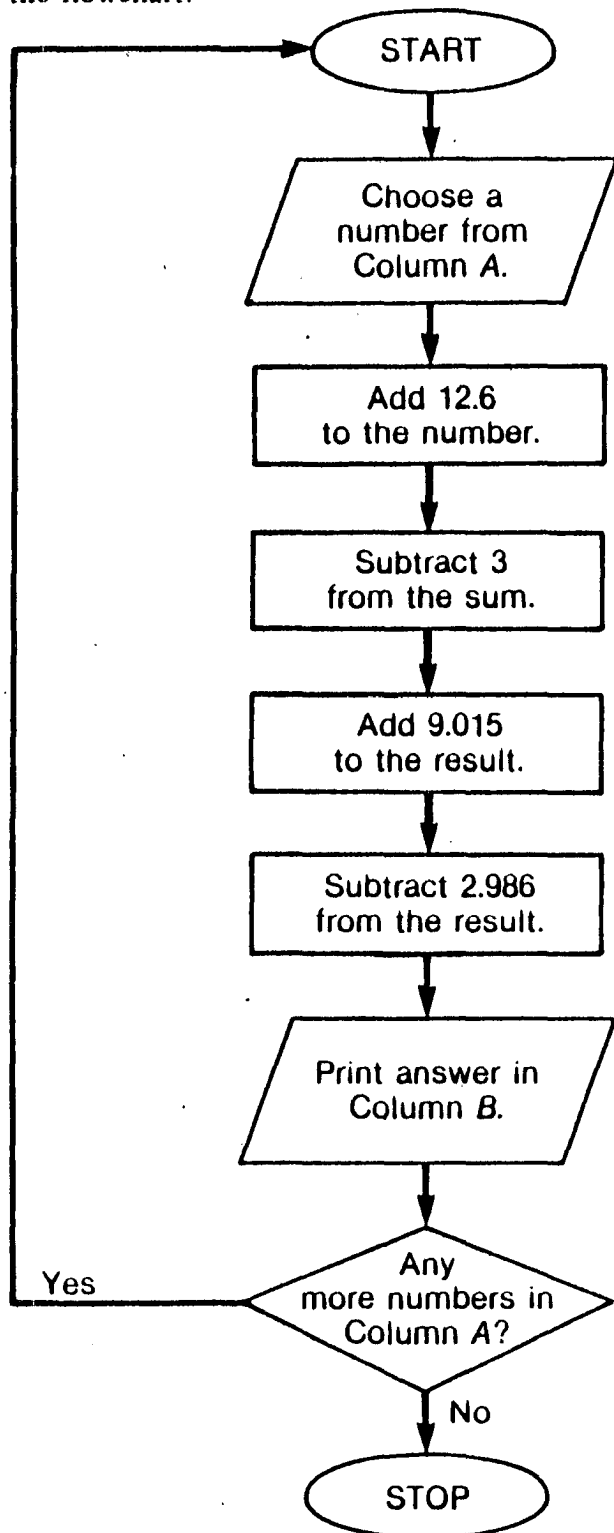 the flowchart.
START
Choose a
number from
Column A.
Add 12.6
to the number.
Subtract 3
from the sum.
Add 9.015
to the result.
Subtract 2.986
from the result.
Print answer in
Column B.
Any
more numbers in
Column A?
Yes
No
STOP